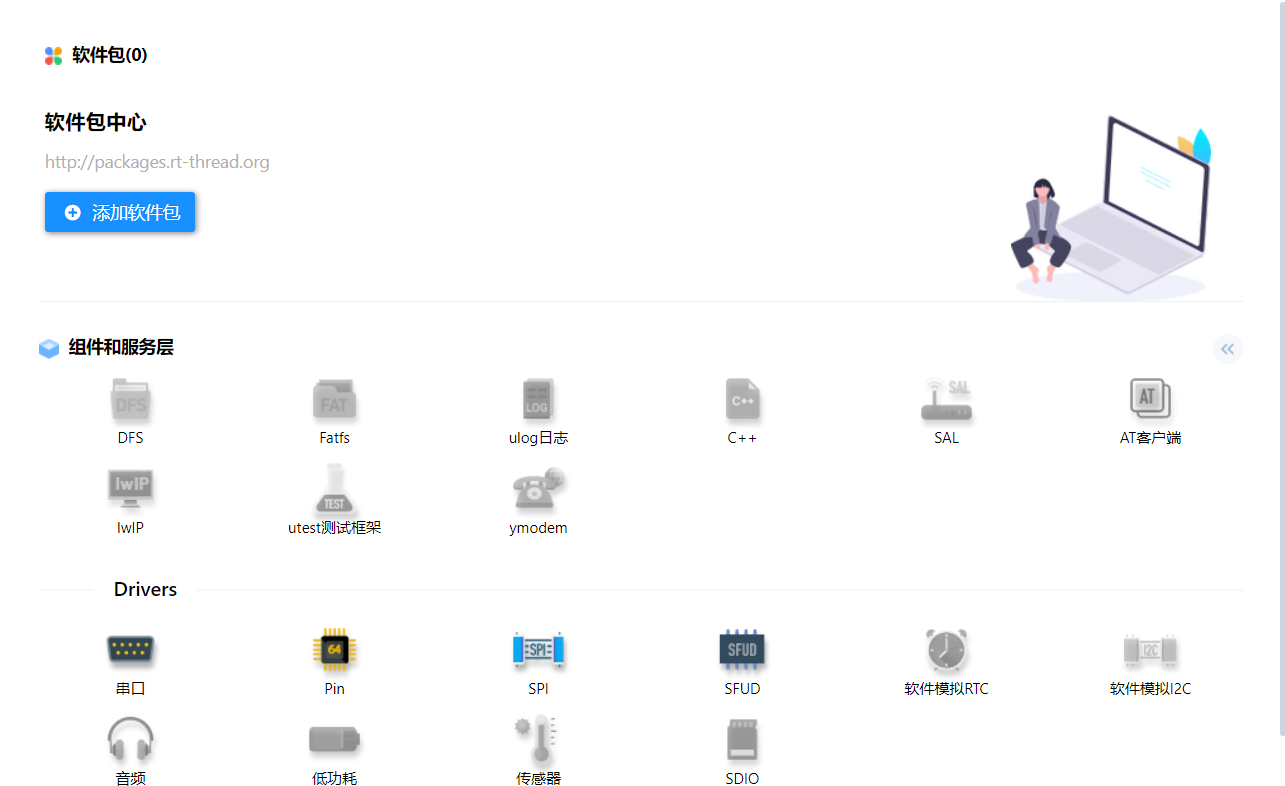 软件包(0)
软件包中心
http://packages.rt-thread.org
添加软件包
组件和服务层
DFS FAT LOG C++ SAL AT
DFS Fatfs ulog日志 C++ SAL AT客户端
lwIP TEST
lwIP utest测试框架 ymodem
Drivers
64 SPI SFUD I2C
串口 Pin SPI SFUD 软件模拟RTC 软件模拟I2C
音频 低功耗 传感器 SDIO